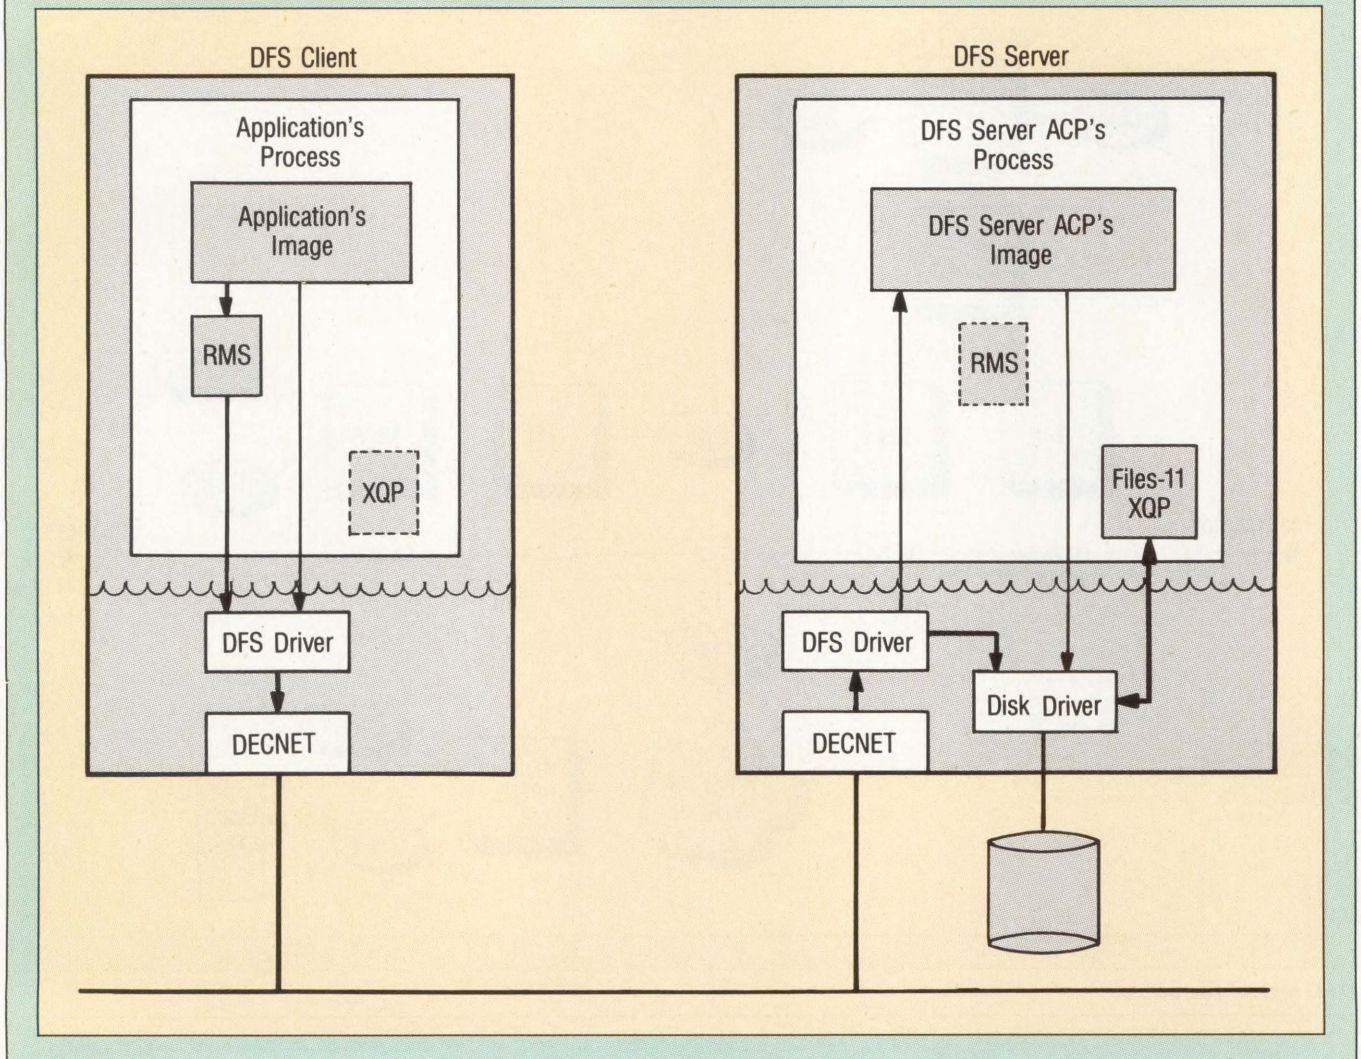 DFS Client
Application's
Process
Application's
Image
RMS
XQP
DFS Driver
DECNET
DFS Server
DFS Server ACP's
Process
DFS Server ACP's
Image
RMS
Files-11
XQP
DFS Driver
Disk Driver
DECNET